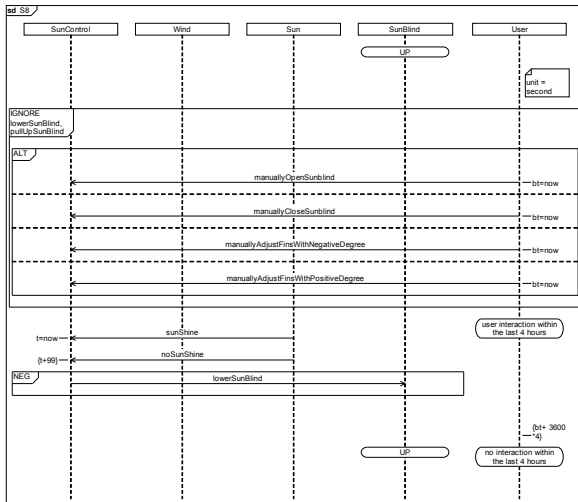 sd S8
SunControl
Wind
Sun
SunBlind
User
UP
unit =
second
IGNORE
lowerSunBlind,
pullUpSunBlind
ALT
manuallyOpenSunblind
bt=now
manuallyCloseSunblind
bt=now
manuallyAdjustFinsWithNegativeDegree
bt=now
manuallyAdjustFinsWithPositiveDegree
bt=now
user interaction within
the last 4 hours
t=now
sunShine
{t+99}
noSunShine
NEG
lowerSunBlind
{bt+ 3600
*4}
UP
no interaction within
the last 4 hours